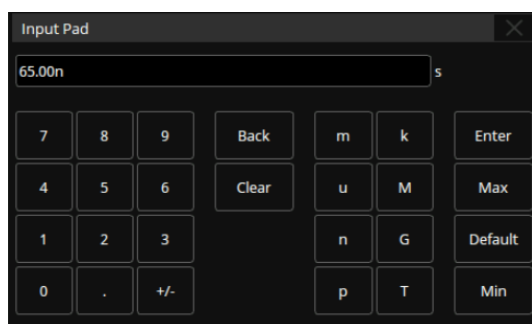 Input Pad
65.00n s
7 8 9 Back m k Enter
4 5 6 Clear u M Max
1 2 3 n G Default
0 . +/- p T Min